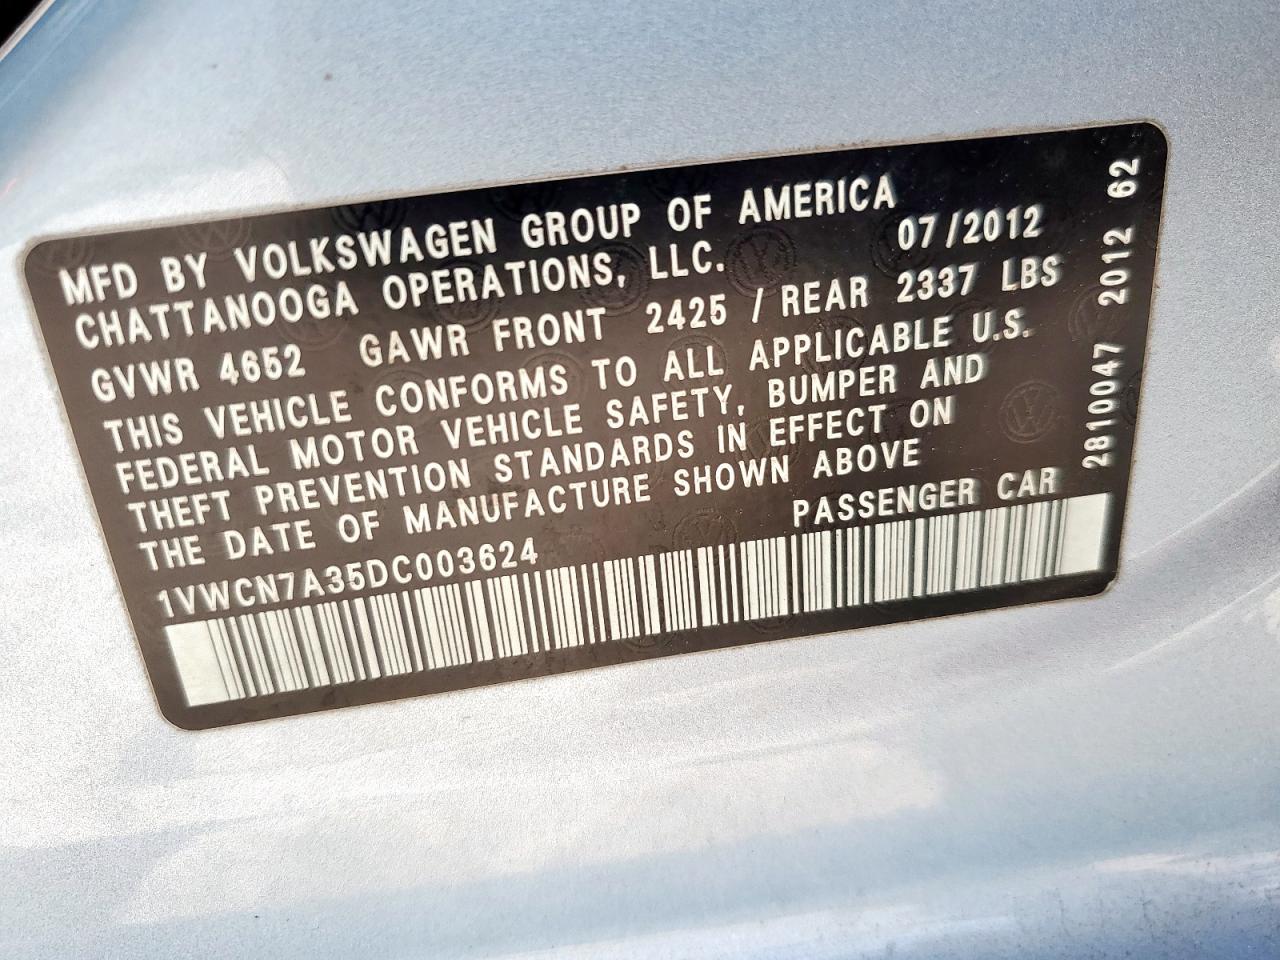 MFD BY VOLKSWAGEN GROUP OF AMERICA
CHATTANOOGA OPERATIONS, LLC. 07/2012
GVWR 4652 GAWR FRONT 2425 / REAR 2337 LBS
THIS VEHICLE CONFORMS TO ALL APPLICABLE U.S.
FEDERAL MOTOR VEHICLE SAFETY, BUMPER AND
THEFT PREVENTION STANDARDS IN EFFECT ON
THE DATE OF MANUFACTURE SHOWN ABOVE
1VWCN7A35DC003624 PASSENGER CAR
2810047 2012 62